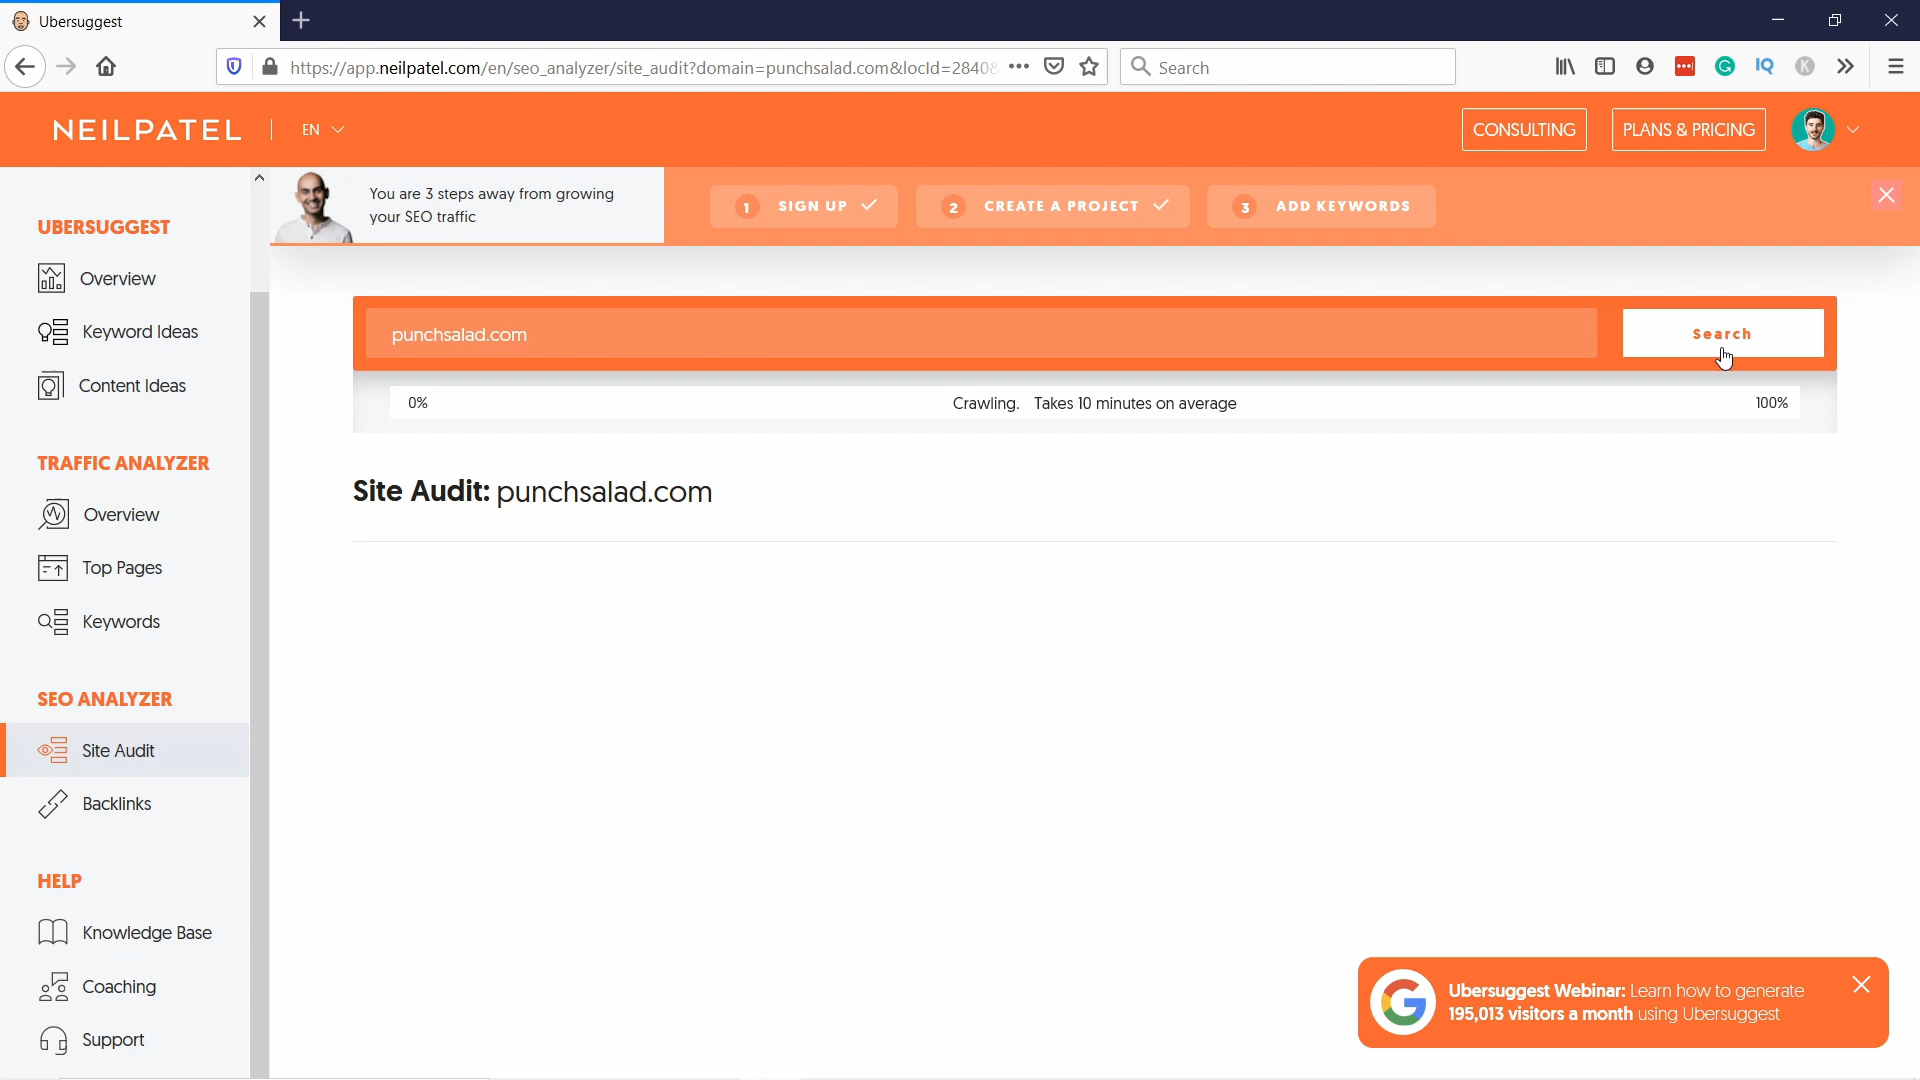 Ubersuggest
https://app.neilpatel.com/en/seo_analyzer/site_audit?domain=punchsalad.com&locId=2840
Search
NEILPATEL
EN
CONSULTING
PLANS & PRICING
You are 3 steps away from growing
your SEO traffic
1 SIGN UP
2 CREATE A PROJECT
3 ADD KEYWORDS
UBERSUGGEST
Overview
Keyword Ideas
Content Ideas
TRAFFIC ANALYZER
Overview
Top Pages
Keywords
SEO ANALYZER
Site Audit
Backlinks
HELP
Knowledge Base
Coaching
Support
punchsalad.com
Search
0%
Crawling. Takes 10 minutes on average
100%
Site Audit: punchsalad.com
Ubersuggest Webinar: Learn how to generate
195,013 visitors a month using Ubersuggest